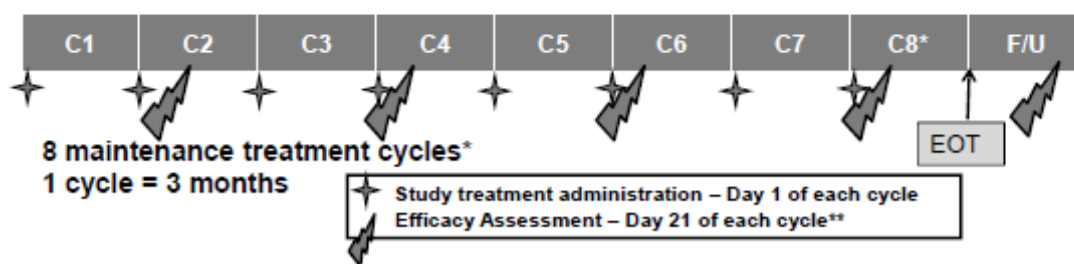 C1 C2 C3 C4 C5 C6 C7 C8* F/U
EOT
8 maintenance treatment cycles*
1 cycle = 3 months
Study treatment administration – Day 1 of each cycle
Efficacy Assessment – Day 21 of each cycle**